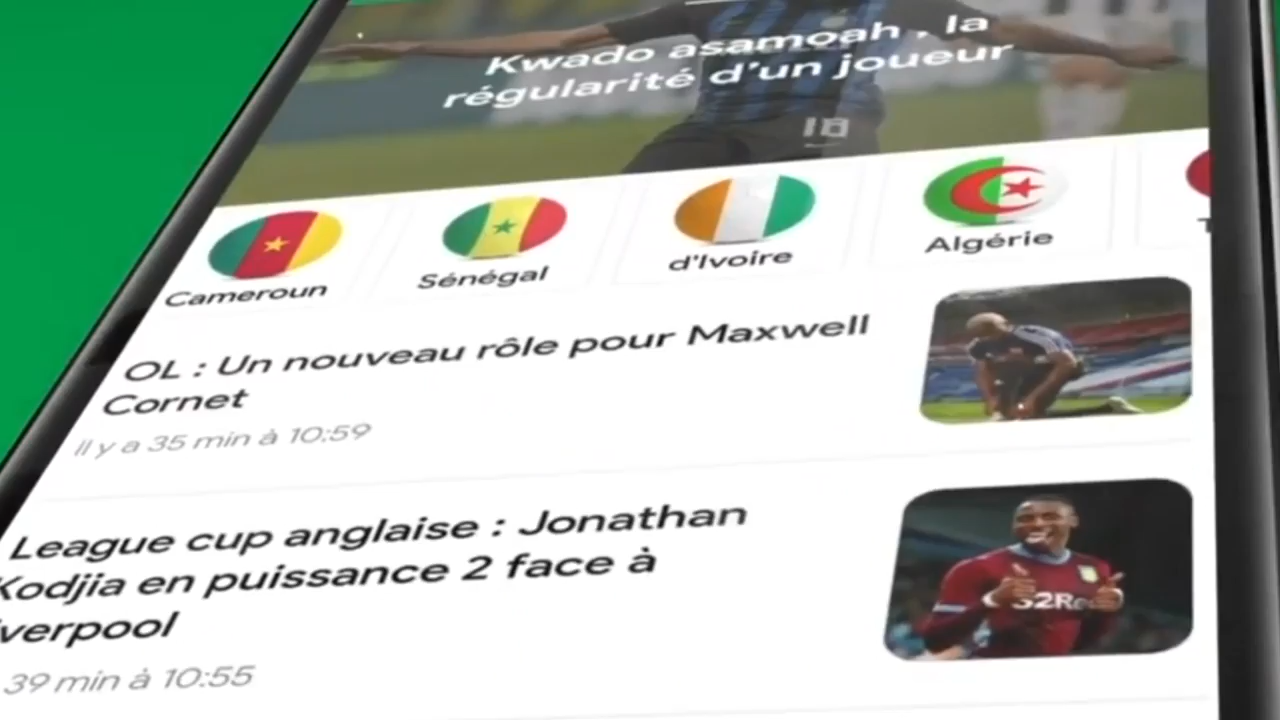 Kwado asamoah : la
régularité d'un joueur
18
Cameroun
Sénégal
d'Ivoire
Algérie
T
OL : Un nouveau rôle pour Maxwell
Cornet
Il y a 35 min à 10:59
League cup anglaise : Jonathan
Kodjia en puissance 2 face à
iverpool
39 min à 10:55